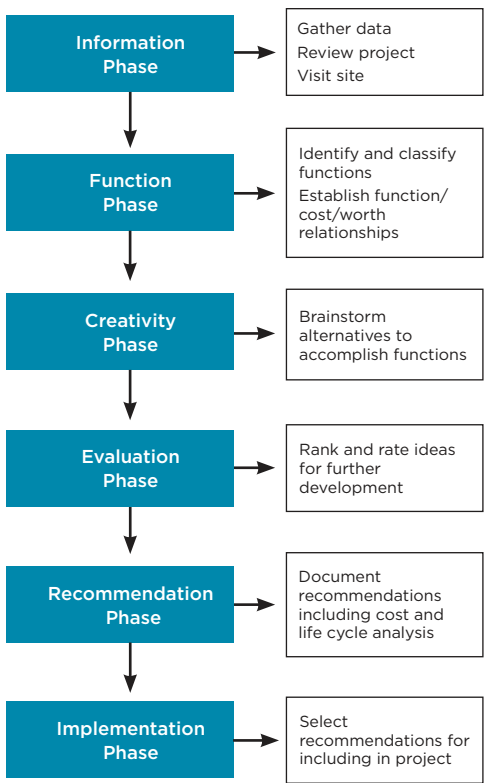 Information
Phase
Gather data
Review project
Visit site
Function
Phase
Identify and classify
functions
Establish function/
cost/worth
relationships
Creativity
Phase
Brainstorm
alternatives to
accomplish functions
Evaluation
Phase
Rank and rate ideas
for further
development
Recommendation
Phase
Document
recommendations
including cost and
life cycle analysis
Implementation
Phase
Select
recommendations for
including in project